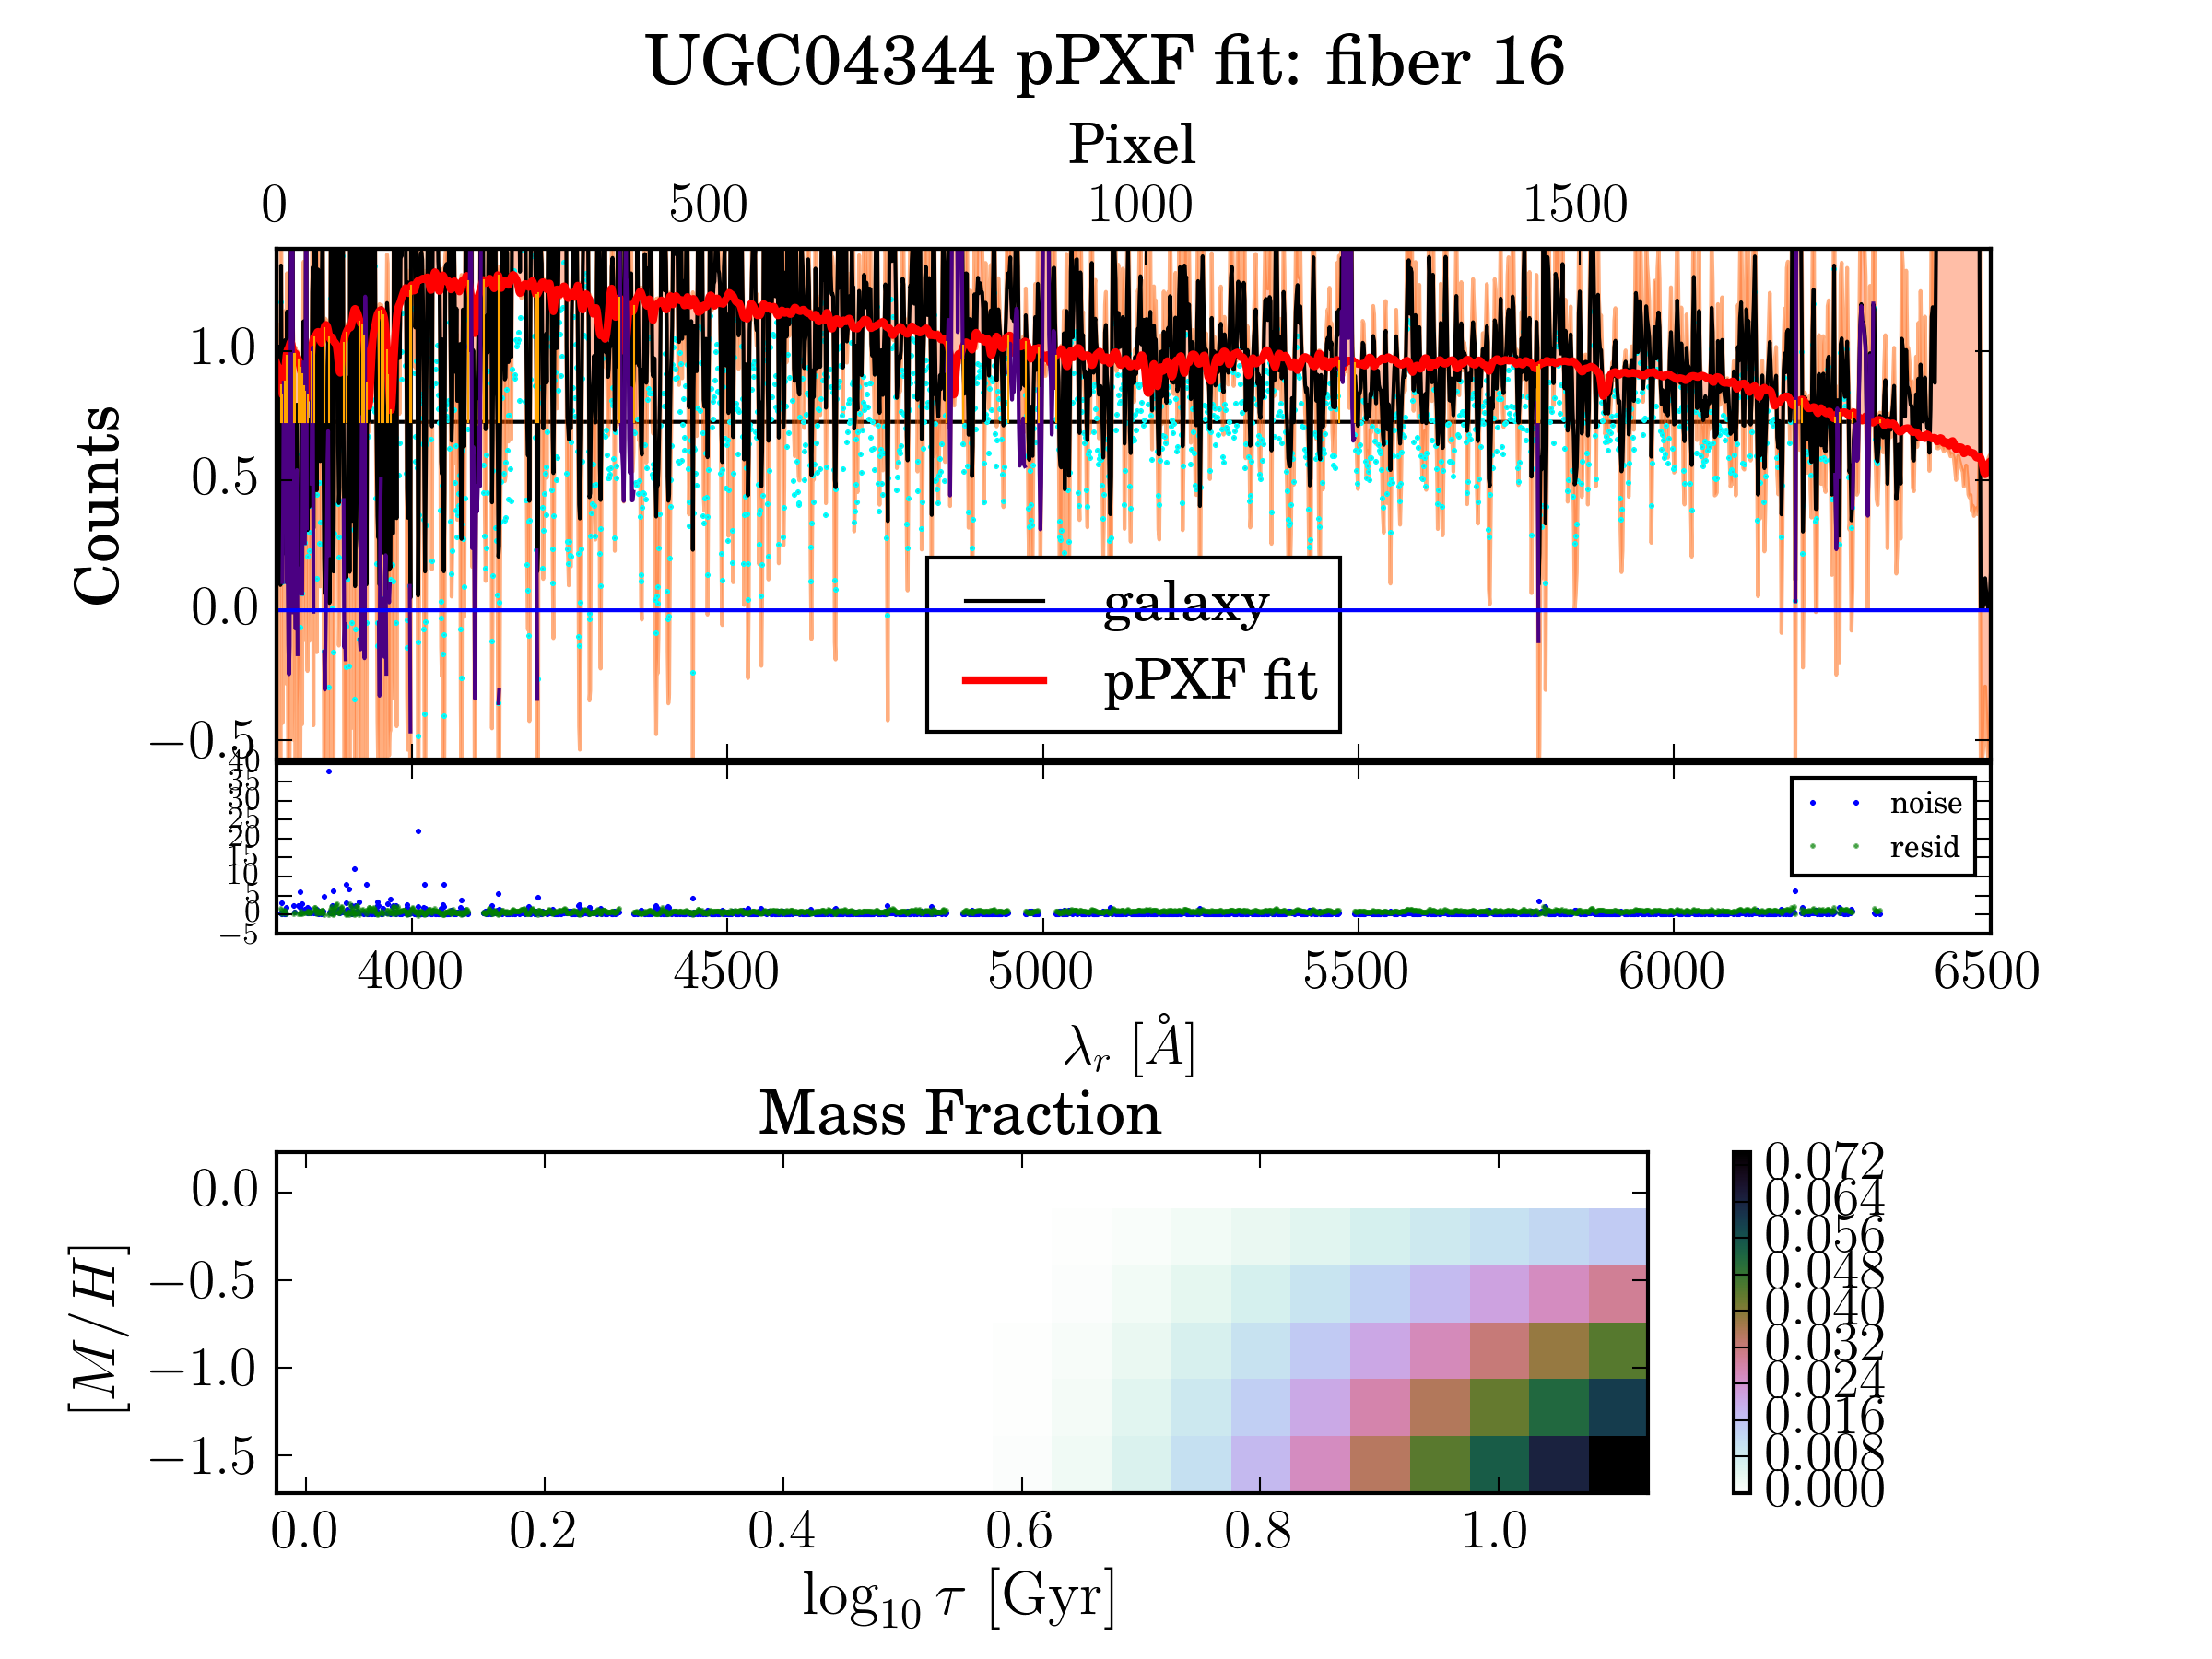 UGC04344 pPXF fit: fiber 16
Pixel
0 500 1000 1500
Counts
1.0
0.5
0.0
−0.5
galaxy
pPXF fit
40
35
30
25
20
15
10
5
0
−5
noise
resid
4000 4500 5000 5500 6000 6500
λr [Å]
Mass Fraction
[M/H]
0.0
−0.5
−1.0
−1.5
0.072
0.064
0.056
0.048
0.040
0.032
0.024
0.016
0.008
0.000
0.0 0.2 0.4 0.6 0.8 1.0
log10 τ [Gyr]